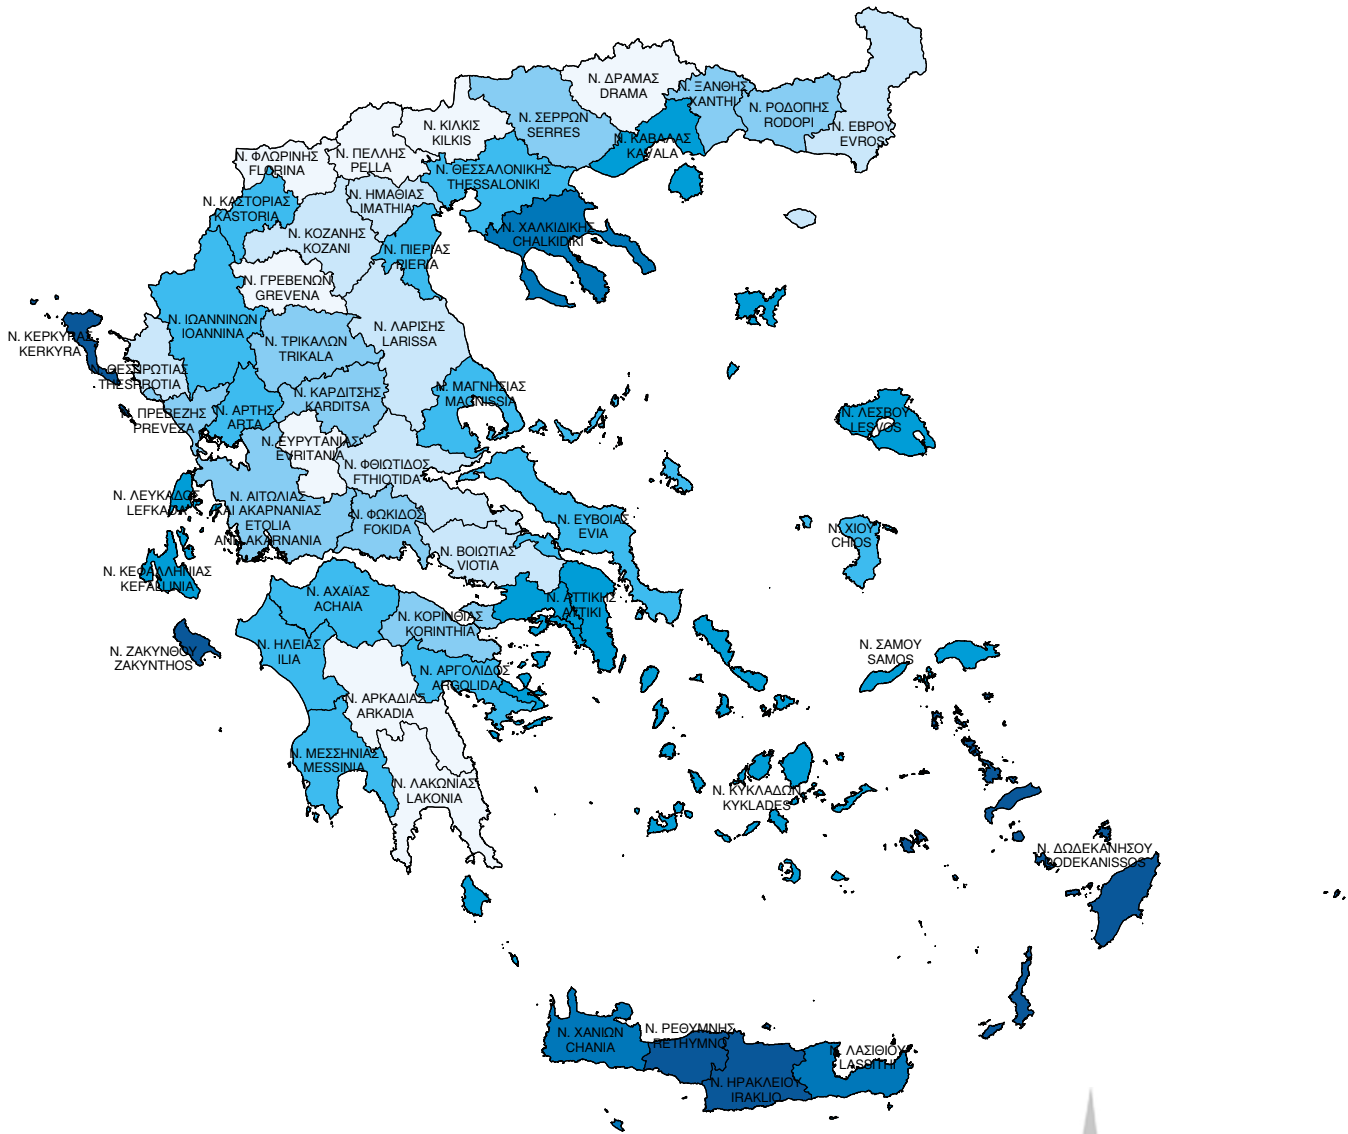 Ν. ΔΡΑΜΑΣ
DRAMA
Ν. ΞΑΝΘΗΣ
XANTHI
Ν. ΡΟΔΟΠΗΣ
RODOPI
Ν. ΕΒΡΟΥ
EVROS
Ν. ΣΕΡΡΩΝ
SERRES
Ν. ΚΙΛΚΙΣ
KILKIS
Ν. ΚΑΒΑΛΑΣ
KAVALA
Ν. ΦΛΩΡΙΝΗΣ
FLORINA
Ν. ΠΕΛΛΗΣ
PELLA
Ν. ΘΕΣΣΑΛΟΝΙΚΗΣ
THESSALONIKI
Ν. ΗΜΑΘΙΑΣ
IMATHIA
Ν. ΚΑΣΤΟΡΙΑΣ
KASTORIA
Ν. ΚΟΖΑΝΗΣ
KOZANI
Ν. ΠΙΕΡΙΑΣ
PIERIA
Ν. ΧΑΛΚΙΔΙΚΗΣ
CHALKIDIKI
Ν. ΓΡΕΒΕΝΩΝ
GREVENA
Ν. ΙΩΑΝΝΙΝΩΝ
IOANNINA
Ν. ΛΑΡΙΣΗΣ
LARISSA
Ν. ΚΕΡΚΥΡΑΣ
KERKYRA
Ν. ΤΡΙΚΑΛΩΝ
TRIKALA
Ν. ΘΕΣΠΡΩΤΙΑΣ
THESPROTIA
Ν. ΚΑΡΔΙΤΣΗΣ
KARDITSA
Ν. ΜΑΓΝΗΣΙΑΣ
MAGNISSIA
Ν. ΠΡΕΒΕΖΗΣ
PREVEZA
Ν. ΑΡΤΗΣ
ARTA
Ν. ΛΕΣΒΟΥ
LESVOS
Ν. ΕΥΡΥΤΑΝΙΑΣ
EVRITANIA
Ν. ΦΘΙΩΤΙΔΟΣ
FTHIOTIDA
Ν. ΛΕΥΚΑΔΟΣ
LEFKADA
Ν. ΑΙΤΩΛΙΑΣ
ΚΑΙ ΑΚΑΡΝΑΝΙΑΣ
ETOLIA
AND AKARNANIA
Ν. ΦΩΚΙΔΟΣ
FOKIDA
Ν. ΕΥΒΟΙΑΣ
EVIA
Ν. ΧΙΟΥ
CHIOS
Ν. ΒΟΙΩΤΙΑΣ
VIOTIA
Ν. ΚΕΦΑΛΛΗΝΙΑΣ
KEFALLINIA
Ν. ΑΧΑΪΑΣ
ACHAIA
Ν. ΑΤΤΙΚΗΣ
ATTIKI
Ν. ΚΟΡΙΝΘΙΑΣ
KORINTHIA
Ν. ΖΑΚΥΝΘΟΥ
ZAKYNTHOS
Ν. ΗΛΕΙΑΣ
ILIA
Ν. ΣΑΜΟΥ
SAMOS
Ν. ΑΡΓΟΛΙΔΟΣ
ARGOLIDA
Ν. ΑΡΚΑΔΙΑΣ
ARKADIA
Ν. ΜΕΣΣΗΝΙΑΣ
MESSINIA
Ν. ΛΑΚΩΝΙΑΣ
LAKONIA
Ν. ΚΥΚΛΑΔΩΝ
KYKLADES
Ν. ΔΩΔΕΚΑΝΗΣΟΥ
DODEKANISSOS
Ν. ΧΑΝΙΩΝ
CHANIA
Ν. ΡΕΘΥΜΝΗΣ
RETHYMNO
Ν. ΛΑΣΙΘΙΟΥ
LASSITHI
Ν. ΗΡΑΚΛΕΙΟΥ
IRAKLIO